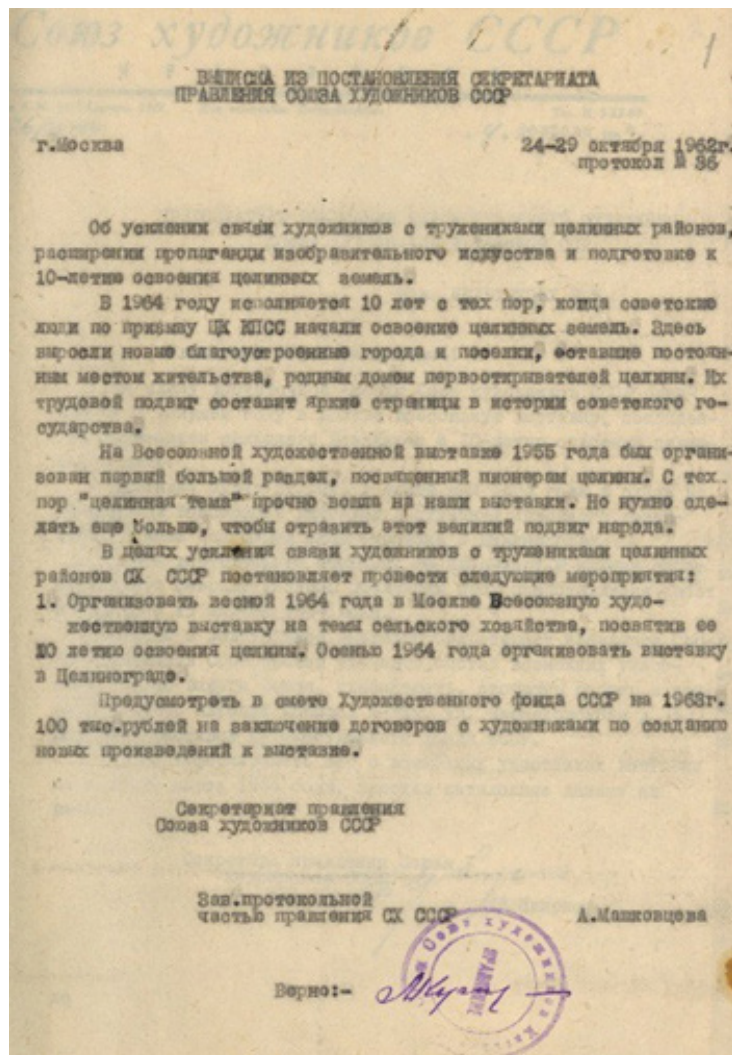 Союз художников СССР
1
ВЫПИСКА ИЗ ПОСТАНОВЛЕНИЯ СЕКРЕТАРИАТА
ПРАВЛЕНИЯ СОЮЗА ХУДОЖНИКОВ СССР
г.Москва
24-29 октября 1962г.
протокол № 36
Об усилении связи художников с тружениками целинных районов,
расширении пропаганды изобразительного искусства и подготовке к
10-летию освоения целинных земель.
В 1964 году исполняется 10 лет с тех пор, когда советские
люди по призыву ЦК КПСС начали освоение целинных земель. Здесь
выросли новые благоустроенные города и поселки, ставшие постоян-
ным местом жительства, родным домом первооткрывателей целины. Их
трудовой подвиг составит яркие страницы в истории советского го-
сударства.
На Всесоюзной художественной выставке 1955 года был органи-
зован первый большой раздел, посвященный пионерам целины. С тех
пор "целинная тема" прочно вошла на наши выставки. Но нужно сде-
лать еще больше, чтобы отразить этот великий подвиг народа.
В целях усиления связи художников с тружениками целинных
районов СХ СССР постановляет провести следующие мероприятия:
1. Организовать весной 1964 года в Москве Всесоюзную худо-
жественную выставку на темы сельского хозяйства, посвятив ее
10 летию освоения целины. Осенью 1964 года организовать выставку
в Целинограде.
Предусмотреть в смете Художественного фонда СССР на 1963г.
100 тыс.рублей на заключение договоров с художниками по созданию
новых произведений к выставке.
Секретариат правления
Союза художников СССР
Зав.протокольной
частью правления СХ СССР А.Машковцева
Верно:-
Союз художников
ПРАВЛЕНИЕ